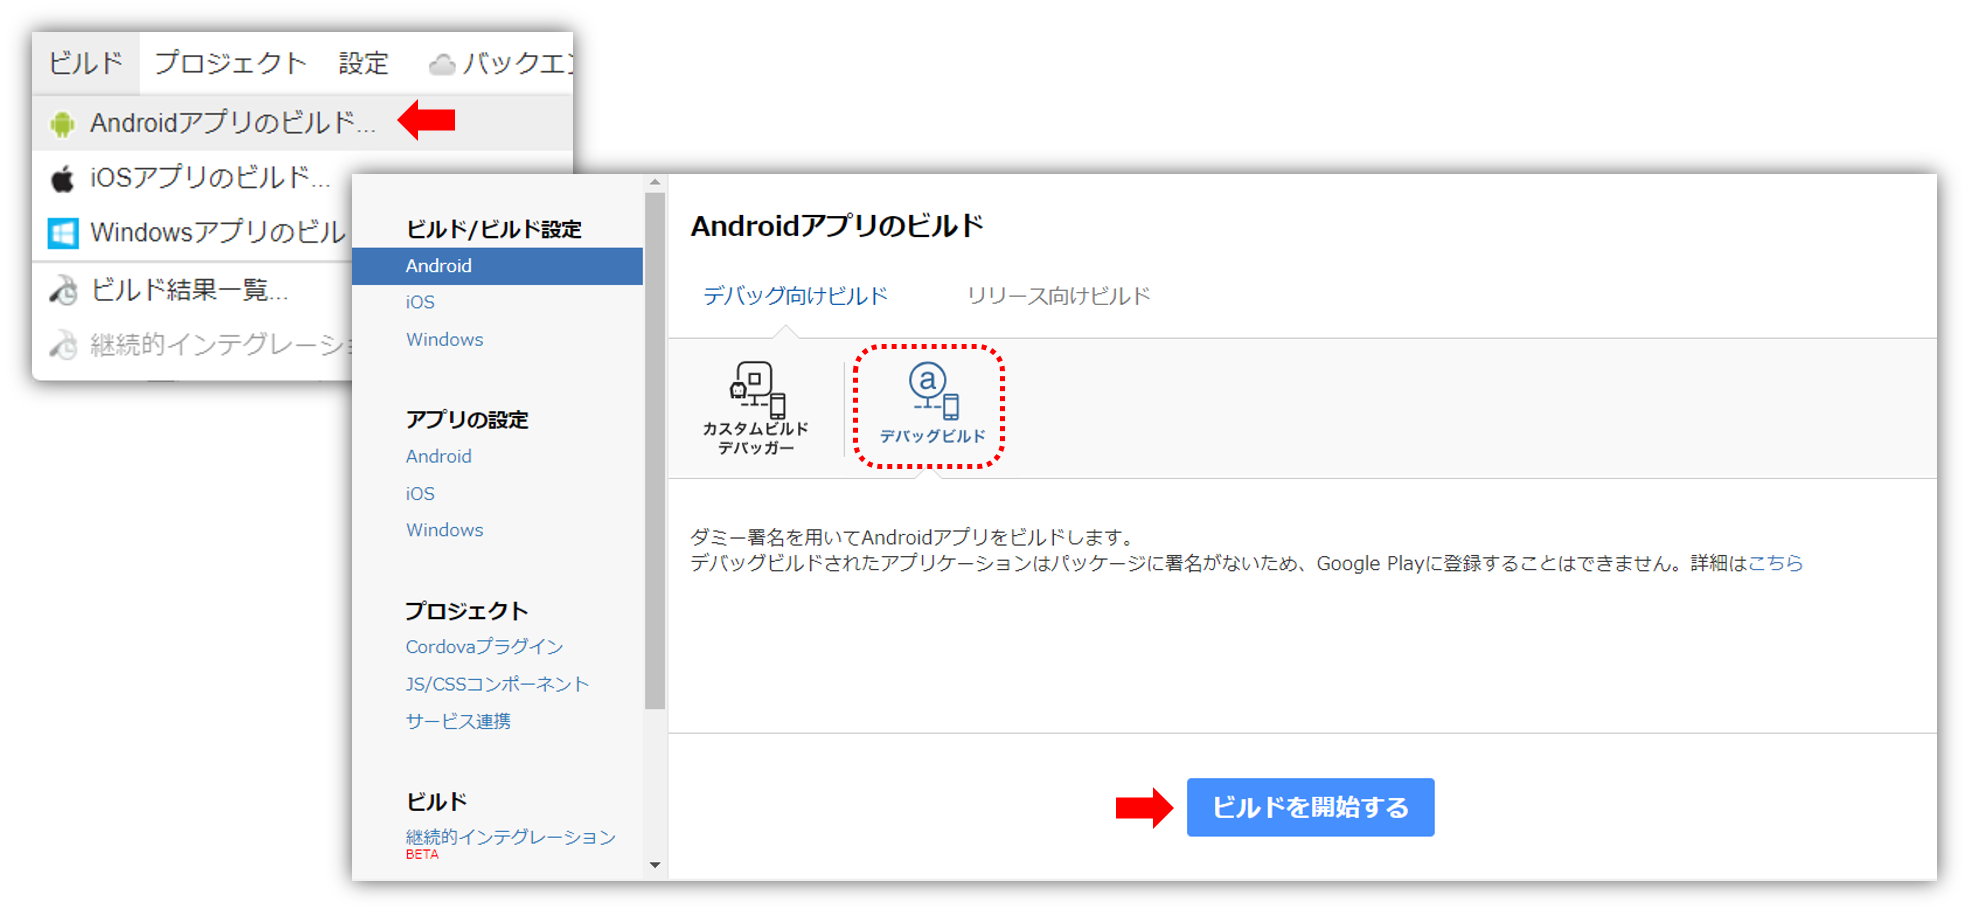 ビルド プロジェクト 設定 バックエン
Androidアプリのビルド...
iOSアプリのビルド...
Windowsアプリのビル
ビルド結果一覧...
継続的インテグレーショ
ビルド/ビルド設定
Android
iOS
Windows
アプリの設定
Android
iOS
Windows
プロジェクト
Cordovaプラグイン
JS/CSSコンポーネント
サービス連携
ビルド
継続的インテグレーション
BETA
Androidアプリのビルド
デバッグ向けビルド リリース向けビルド
カスタムビルド
デバッガー
a
デバッグビルド
ダミー署名を用いてAndroidアプリをビルドします。
デバッグビルドされたアプリケーションはパッケージに署名がないため、Google Playに登録することはできません。詳細はこちら
ビルドを開始する